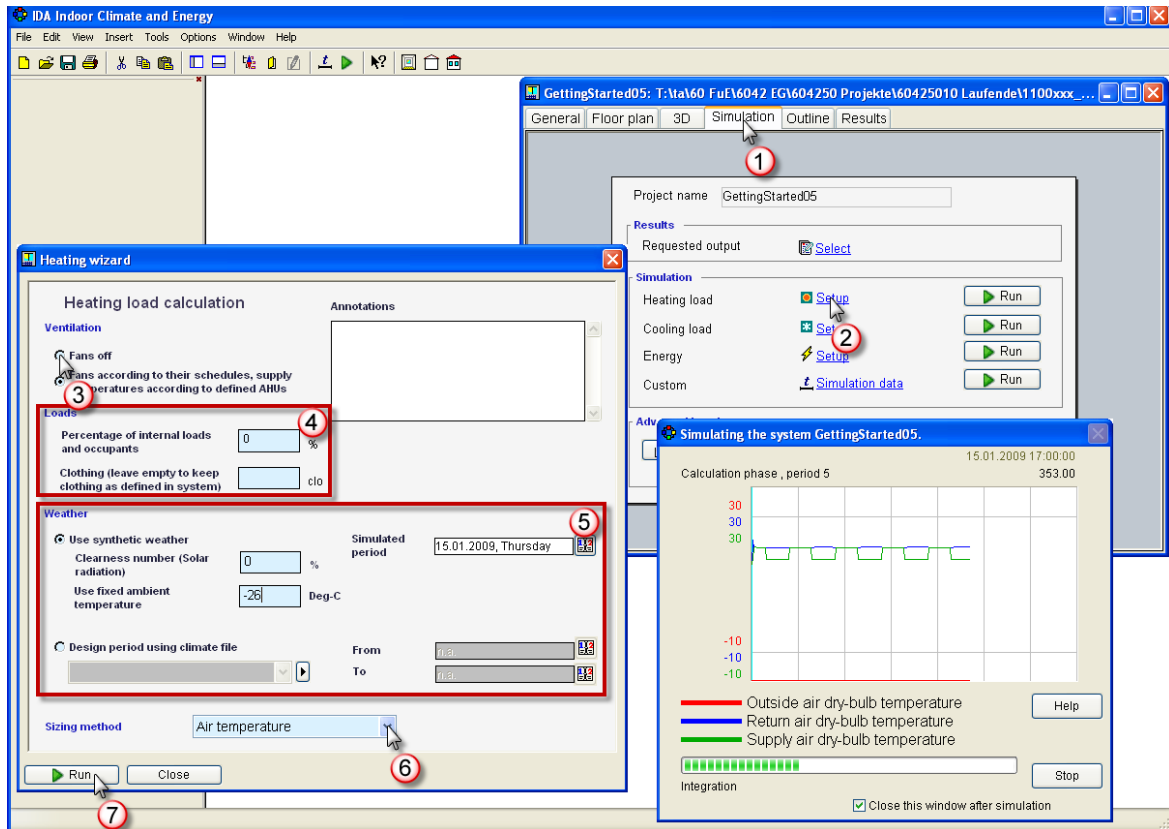 IDA Indoor Climate and Energy
File Edit View Insert Tools Options Window Help
GettingStarted05: T:\ta\60 FuE\6042 EG\604250 Projekte\60425010 Laufende\1100xxx_...
General Floor plan 3D Simulation Outline Results
1
Project name GettingStarted05
Results
Requested output Select
Simulation
Heating load Setup Run
Cooling load Run
2
Energy Setup Run
Custom Simulation data Run
Heating wizard
Heating load calculation
Annotations
Ventilation
Fans off
Fans according to their schedules, supply
temperatures according to defined AHUs
3
Loads
4
Percentage of internal loads
and occupants
0 %
Clothing (leave empty to keep
clothing as defined in system)
clo
Weather
5
Use synthetic weather
Clearness number (Solar
radiation)
0 %
Simulated
period
15.01.2009, Thursday
Use fixed ambient
temperature
-26 Deg-C
Design period using climate file
From n.a.
To n.a.
Sizing method Air temperature
6
Run Close
7
Simulating the system GettingStarted05.
15.01.2009 17:00:00
Calculation phase , period 5 353.00
30
30
30
-10
-10
-10
Outside air dry-bulb temperature
Return air dry-bulb temperature
Supply air dry-bulb temperature
Help
Integration
Stop
Close this window after simulation